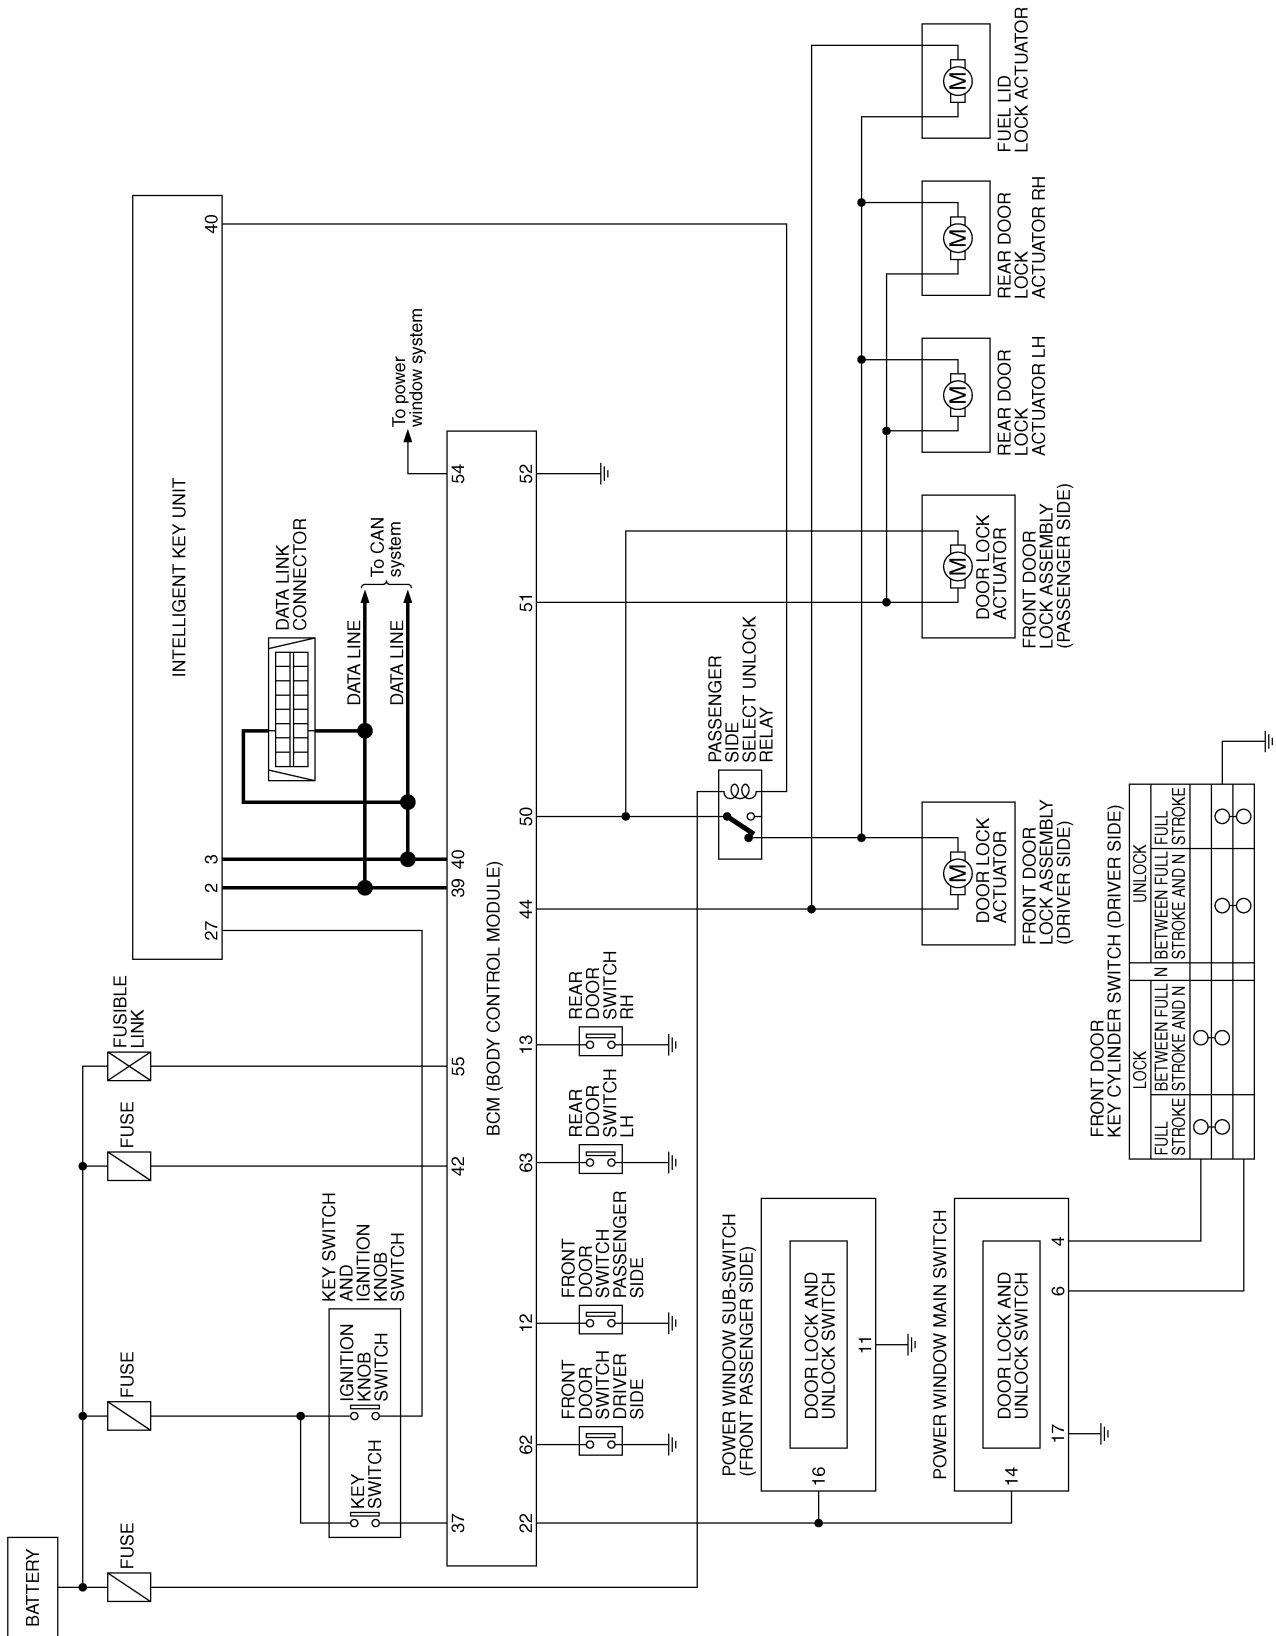 BATTERY
FUSE
FUSE
FUSE
FUSIBLE
LINK
KEY SWITCH
AND
IGNITION
KNOB
SWITCH
KEY
SWITCH
IGNITION
KNOB
SWITCH
INTELLIGENT KEY UNIT
27
2
3
40
DATA LINK
CONNECTOR
DATA LINE
DATA LINE
To CAN
system
To power
window system
37
42
55
39
40
54
BCM (BODY CONTROL MODULE)
22
62
12
63
13
44
50
51
52
FRONT
DOOR
SWITCH
DRIVER
SIDE
FRONT
DOOR
SWITCH
PASSENGER
SIDE
REAR
DOOR
SWITCH
LH
REAR
DOOR
SWITCH
RH
PASSENGER
SIDE
SELECT UNLOCK
RELAY
POWER WINDOW SUB-SWITCH
(FRONT PASSENGER SIDE)
16
DOOR LOCK AND
UNLOCK SWITCH
11
POWER WINDOW MAIN SWITCH
14
DOOR LOCK AND
UNLOCK SWITCH
17
6
4
M
DOOR LOCK
ACTUATOR
FRONT DOOR
LOCK ASSEMBLY
(DRIVER SIDE)
M
DOOR LOCK
ACTUATOR
FRONT DOOR
LOCK ASSEMBLY
(PASSENGER SIDE)
M
REAR DOOR
LOCK
ACTUATOR LH
M
REAR DOOR
LOCK
ACTUATOR RH
M
FUEL LID
LOCK ACTUATOR
FRONT DOOR
KEY CYLINDER SWITCH (DRIVER SIDE)
LOCK
UNLOCK
FULL
STROKE
BETWEEN FULL
STROKE AND N
N
BETWEEN FULL
STROKE AND N
FULL
STROKE